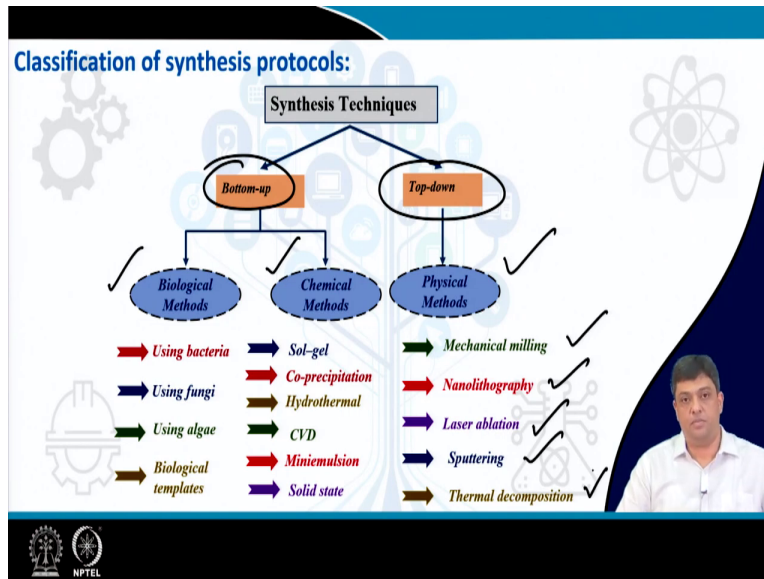 Classification of synthesis protocols:
Synthesis Techniques
Bottom-up
Top-down
Biological
Methods
Chemical
Methods
Physical
Methods
Using bacteria
Using fungi
Using algae
Biological
templates
Sol–gel
Co-precipitation
Hydrothermal
CVD
Miniemulsion
Solid state
Mechanical milling
Nanolithography
Laser ablation
Sputtering
Thermal decomposition
NPTEL